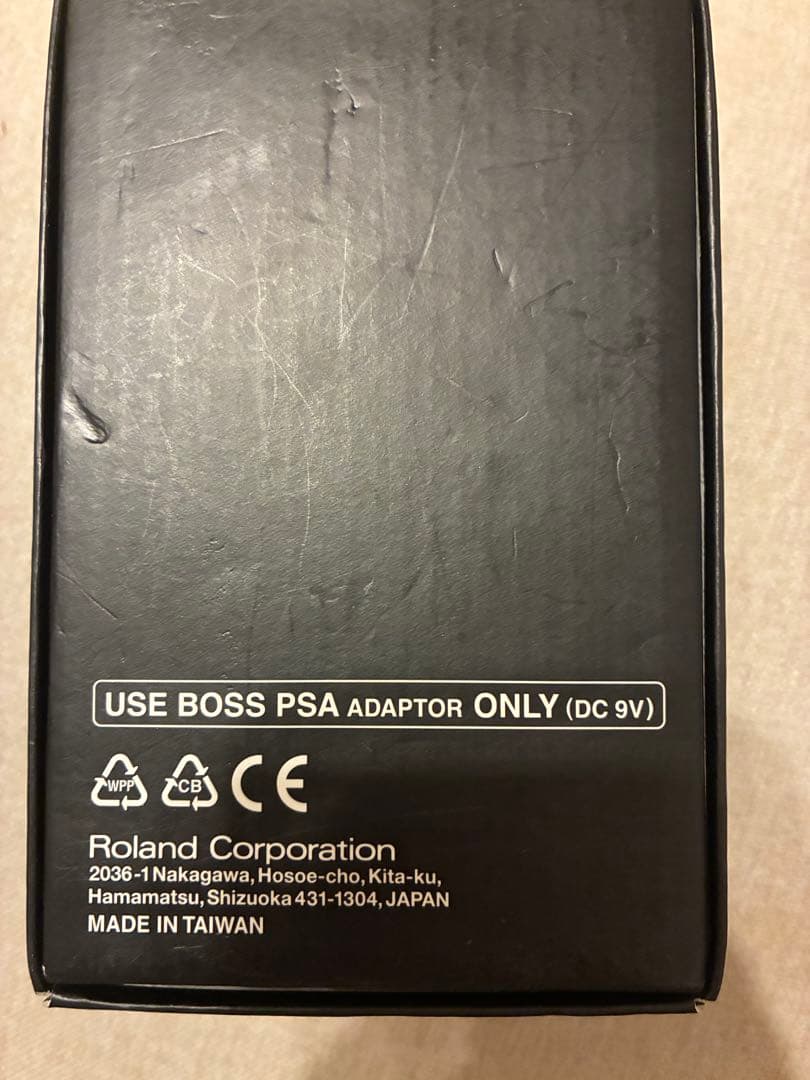 USE BOSS PSA ADAPTOR ONLY (DC 9V)
WPP CB CE
Roland Corporation
2036-1 Nakagawa, Hosoe-cho, Kita-ku,
Hamamatsu, Shizuoka 431-1304, JAPAN
MADE IN TAIWAN